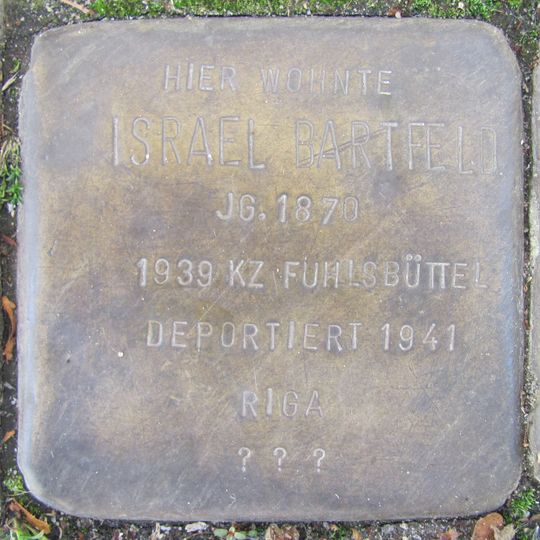 HIER WOHNTE
ISRAEL BARTFELD
JG. 1870
1939 KZ FUHLSBÜTTEL
DEPORTIERT 1941
RIGA
? ? ?